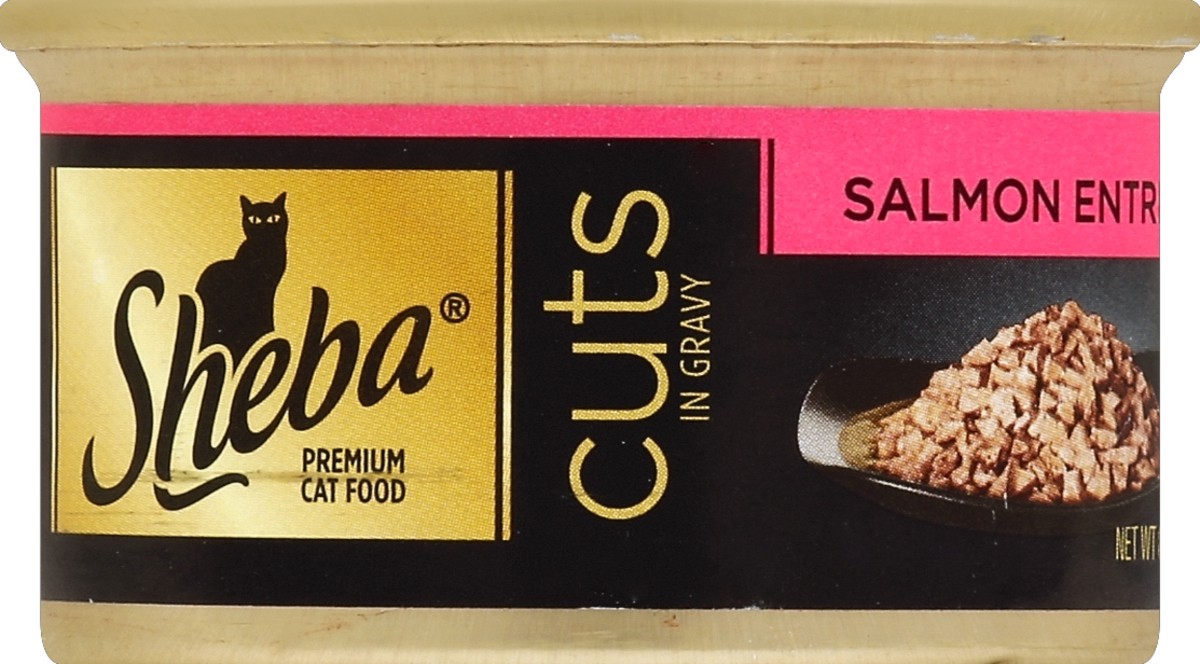 Sheba®
PREMIUM
CAT FOOD
cuts
IN GRAVY
SALMON ENTR
NET WT